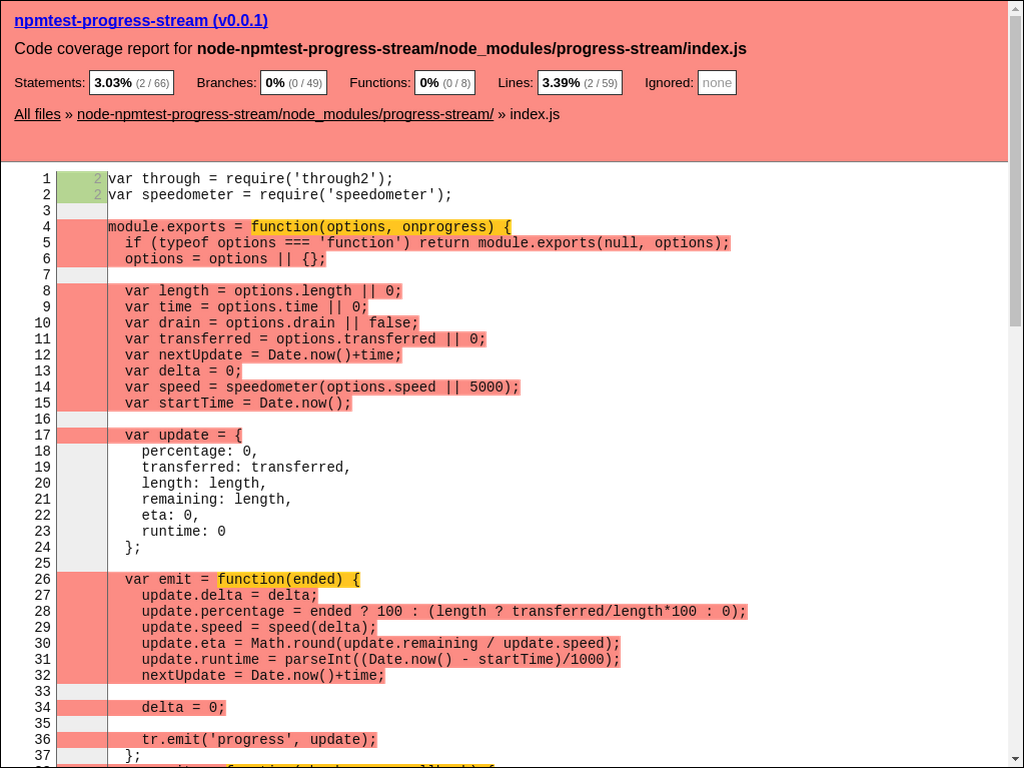 npmtest-progress-stream (v0.0.1)
Code coverage report for node-npmtest-progress-stream/node_modules/progress-stream/index.js
Statements: 3.03% (2 / 66) Branches: 0% (0 / 49) Functions: 0% (0 / 8) Lines: 3.39% (2 / 59) Ignored: none
All files » node-npmtest-progress-stream/node_modules/progress-stream/ » index.js
1 2 var through = require('through2');
2 2 var speedometer = require('speedometer');
3
4 module.exports = function(options, onprogress) {
5 if (typeof options === 'function') return module.exports(null, options);
6 options = options || {};
7
8 var length = options.length || 0;
9 var time = options.time || 0;
10 var drain = options.drain || false;
11 var transferred = options.transferred || 0;
12 var nextUpdate = Date.now()+time;
13 var delta = 0;
14 var speed = speedometer(options.speed || 5000);
15 var startTime = Date.now();
16
17 var update = {
18 percentage: 0,
19 transferred: transferred,
20 length: length,
21 remaining: length,
22 eta: 0,
23 runtime: 0
24 };
25
26 var emit = function(ended) {
27 update.delta = delta;
28 update.percentage = ended ? 100 : (length ? transferred/length*100 : 0);
29 update.speed = speed(delta);
30 update.eta = Math.round(update.remaining / update.speed);
31 update.runtime = parseInt((Date.now() - startTime)/1000);
32 nextUpdate = Date.now()+time;
33
34 delta = 0;
35
36 tr.emit('progress', update);
37 };